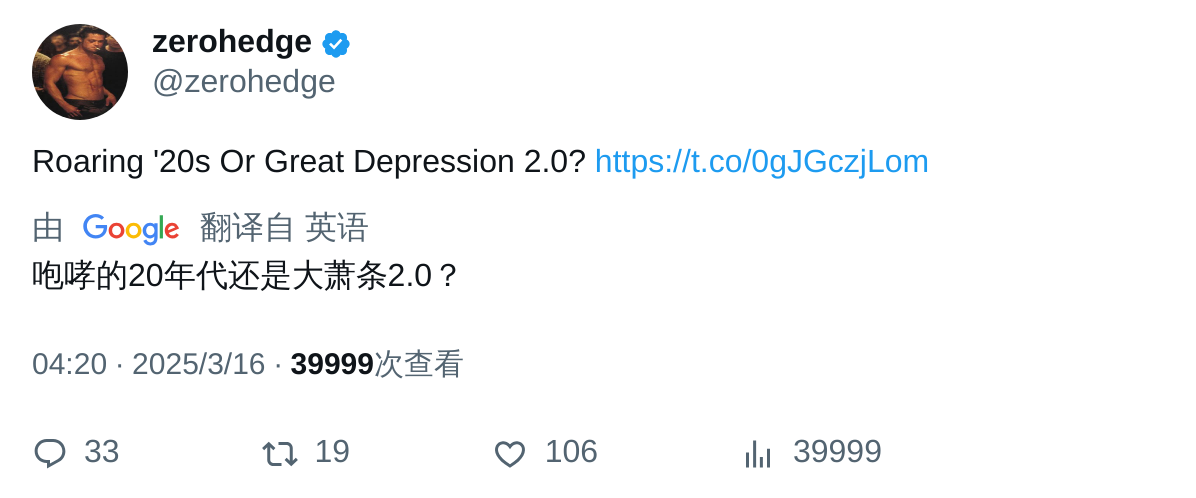 zerohedge
@zerohedge
Roaring '20s Or Great Depression 2.0? https://t.co/0gJGczjLom
由 Google 翻译自 英语
咆哮的20年代还是大萧条2.0？
04:20 · 2025/3/16 · 39999次查看
33 19 106 39999